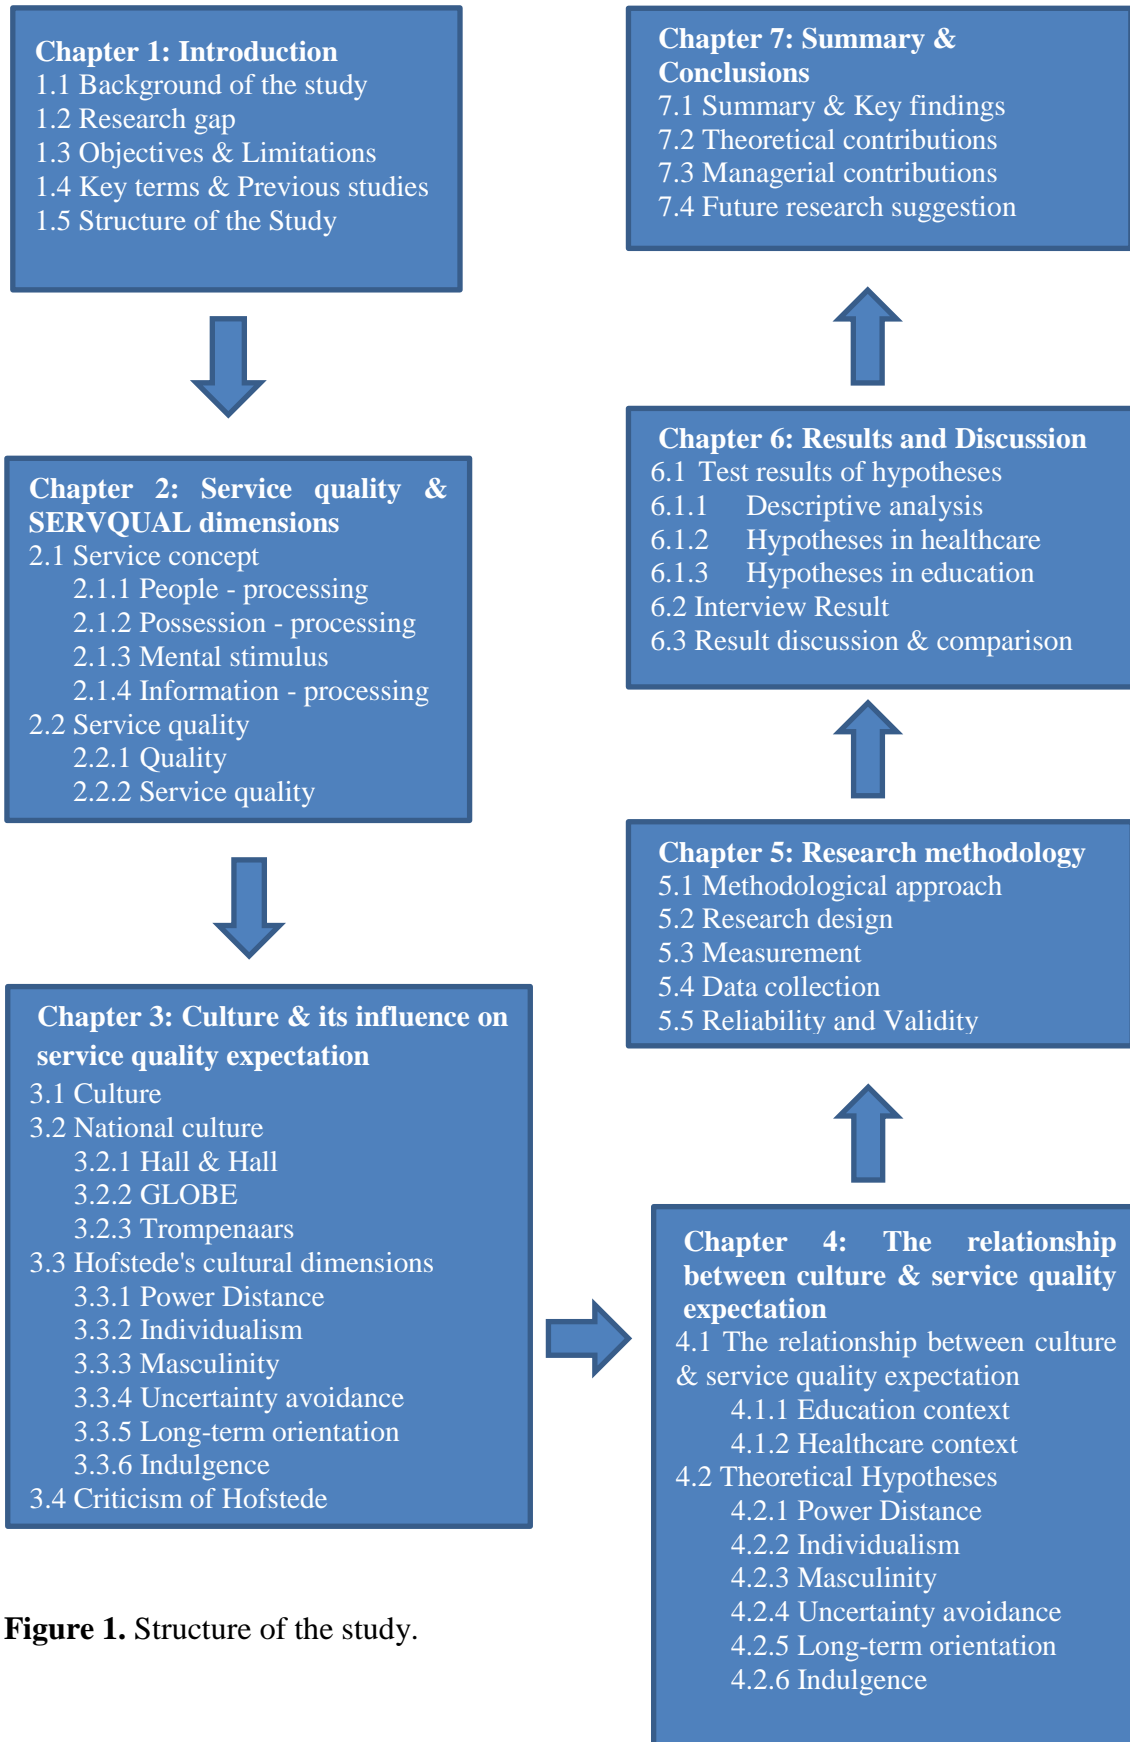 Chapter 1: Introduction
1.1 Background of the study
1.2 Research gap
1.3 Objectives & Limitations
1.4 Key terms & Previous studies
1.5 Structure of the Study
Chapter 2: Service quality &
SERVQUAL dimensions
2.1 Service concept
2.1.1 People - processing
2.1.2 Possession - processing
2.1.3 Mental stimulus
2.1.4 Information - processing
2.2 Service quality
2.2.1 Quality
2.2.2 Service quality
Chapter 3: Culture & its influence on
service quality expectation
3.1 Culture
3.2 National culture
3.2.1 Hall & Hall
3.2.2 GLOBE
3.2.3 Trompenaars
3.3 Hofstede's cultural dimensions
3.3.1 Power Distance
3.3.2 Individualism
3.3.3 Masculinity
3.3.4 Uncertainty avoidance
3.3.5 Long-term orientation
3.3.6 Indulgence
3.4 Criticism of Hofstede
Chapter 4: The relationship
between culture & service quality
expectation
4.1 The relationship between culture
& service quality expectation
4.1.1 Education context
4.1.2 Healthcare context
4.2 Theoretical Hypotheses
4.2.1 Power Distance
4.2.2 Individualism
4.2.3 Masculinity
4.2.4 Uncertainty avoidance
4.2.5 Long-term orientation
4.2.6 Indulgence
Chapter 5: Research methodology
5.1 Methodological approach
5.2 Research design
5.3 Measurement
5.4 Data collection
5.5 Reliability and Validity
Chapter 6: Results and Discussion
6.1 Test results of hypotheses
6.1.1 Descriptive analysis
6.1.2 Hypotheses in healthcare
6.1.3 Hypotheses in education
6.2 Interview Result
6.3 Result discussion & comparison
Chapter 7: Summary &
Conclusions
7.1 Summary & Key findings
7.2 Theoretical contributions
7.3 Managerial contributions
7.4 Future research suggestion
Figure 1. Structure of the study.